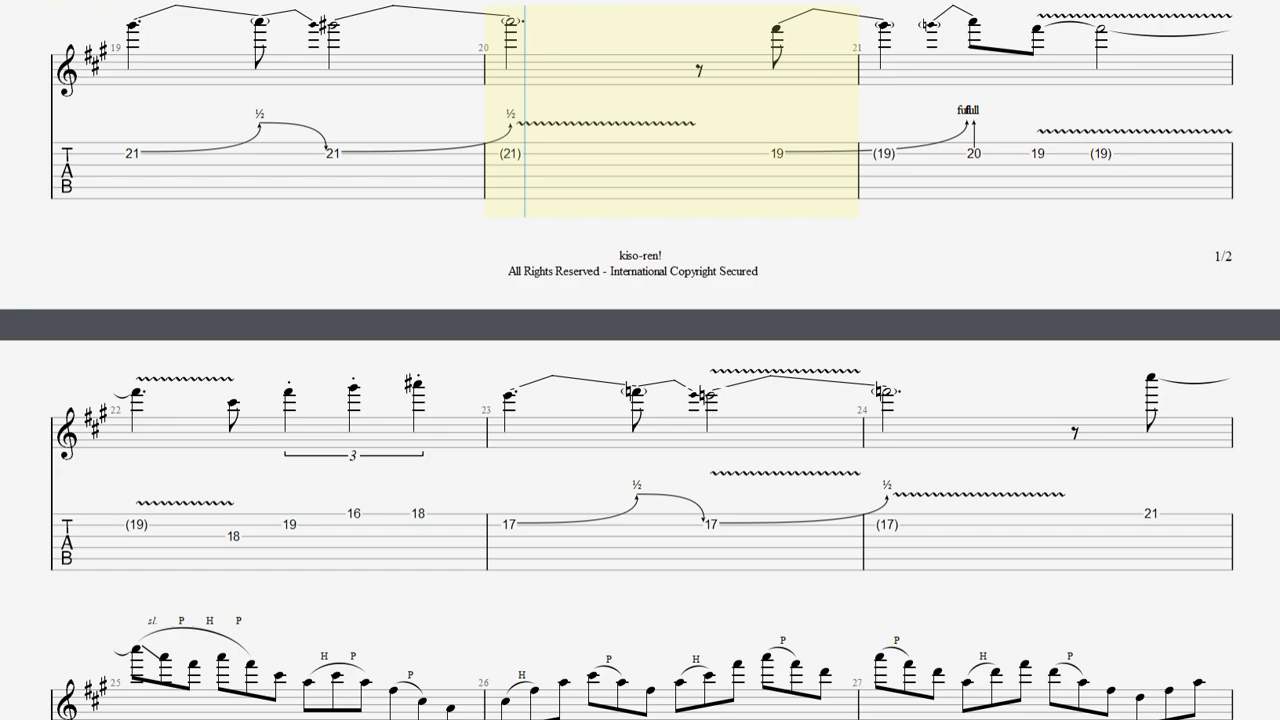 19 20 21
½ ½ full full
21 21 (21) 19 (19) 20 19 (19)
T
A
B
kiso-ren!
All Rights Reserved - International Copyright Secured
1/2
22 23 24
3
½ ½
(19) 18 19 16 18 17 17 (17) 21
T
A
B
sl. P H P H P P H P H P P H P
25 26 27